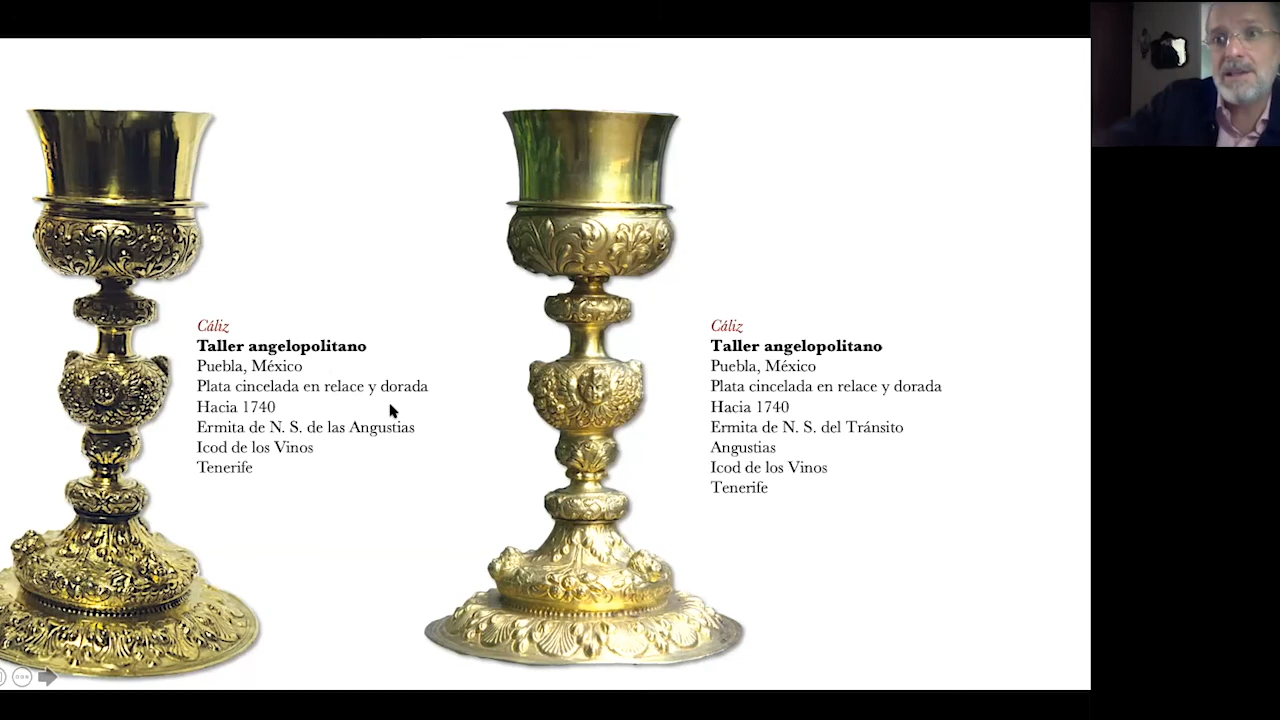 Cáliz
Taller angelopolitano
Puebla, México
Plata cincelada en relace y dorada
Hacia 1740
Ermita de N. S. de las Angustias
Icod de los Vinos
Tenerife
Cáliz
Taller angelopolitano
Puebla, México
Plata cincelada en relace y dorada
Hacia 1740
Ermita de N. S. del Tránsito
Angustias
Icod de los Vinos
Tenerife